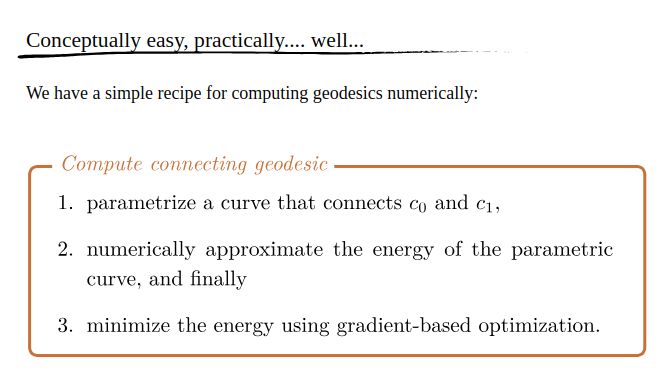 Conceptually easy, practically.... well...
We have a simple recipe for computing geodesics numerically:
Compute connecting geodesic
1. parametrize a curve that connects c₀ and c₁,
2. numerically approximate the energy of the parametric
curve, and finally
3. minimize the energy using gradient-based optimization.